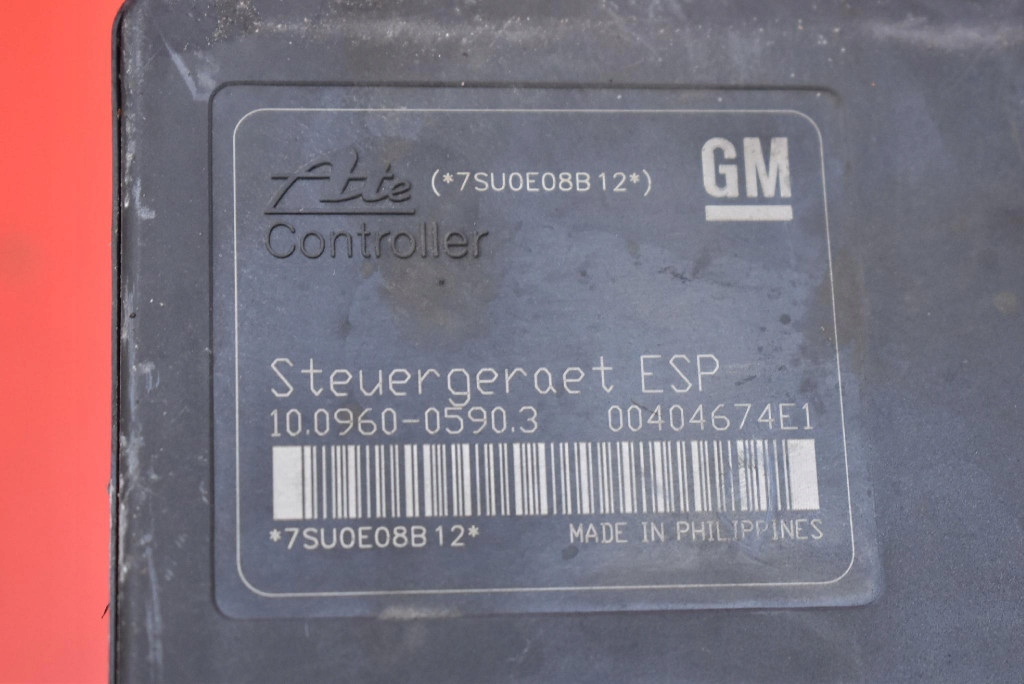 Ate (*7SU0E08B12*) GM
Controller
Steuergeraet ESP
10.0960-0590.3 00404674E1
*7SU0E08B12* MADE IN PHILIPPINES